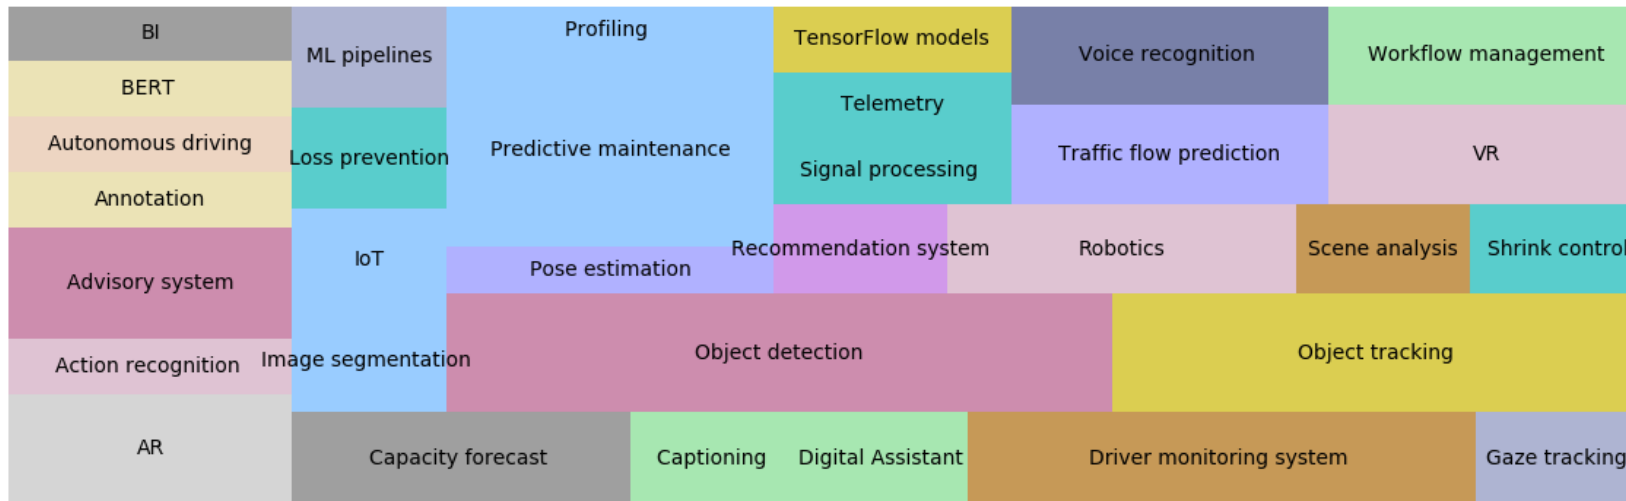 BI
BERT
Autonomous driving
Annotation
Advisory system
Action recognition
AR
ML pipelines
Loss prevention
IoT
Image segmentation
Profiling
Predictive maintenance
Pose estimation
TensorFlow models
Telemetry
Signal processing
Voice recognition
Workflow management
Traffic flow prediction
VR
Recommendation system
Robotics
Scene analysis
Shrink control
Object detection
Object tracking
Capacity forecast
Captioning
Digital Assistant
Driver monitoring system
Gaze tracking